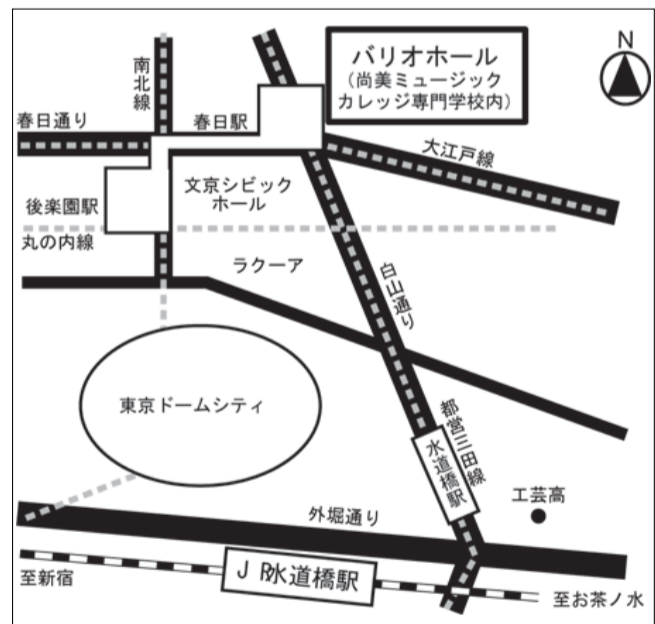 バリオホール
（尚美ミュージック
カレッジ専門学校内）
N
南北線
春日通り
春日駅
大江戸線
文京シビック
ホール
後楽園駅
丸の内線
ラクーア
白山通り
東京ドームシティ
都営三田線
水道橋駅
工芸高
外堀通り
JR水道橋駅
至新宿
至お茶ノ水